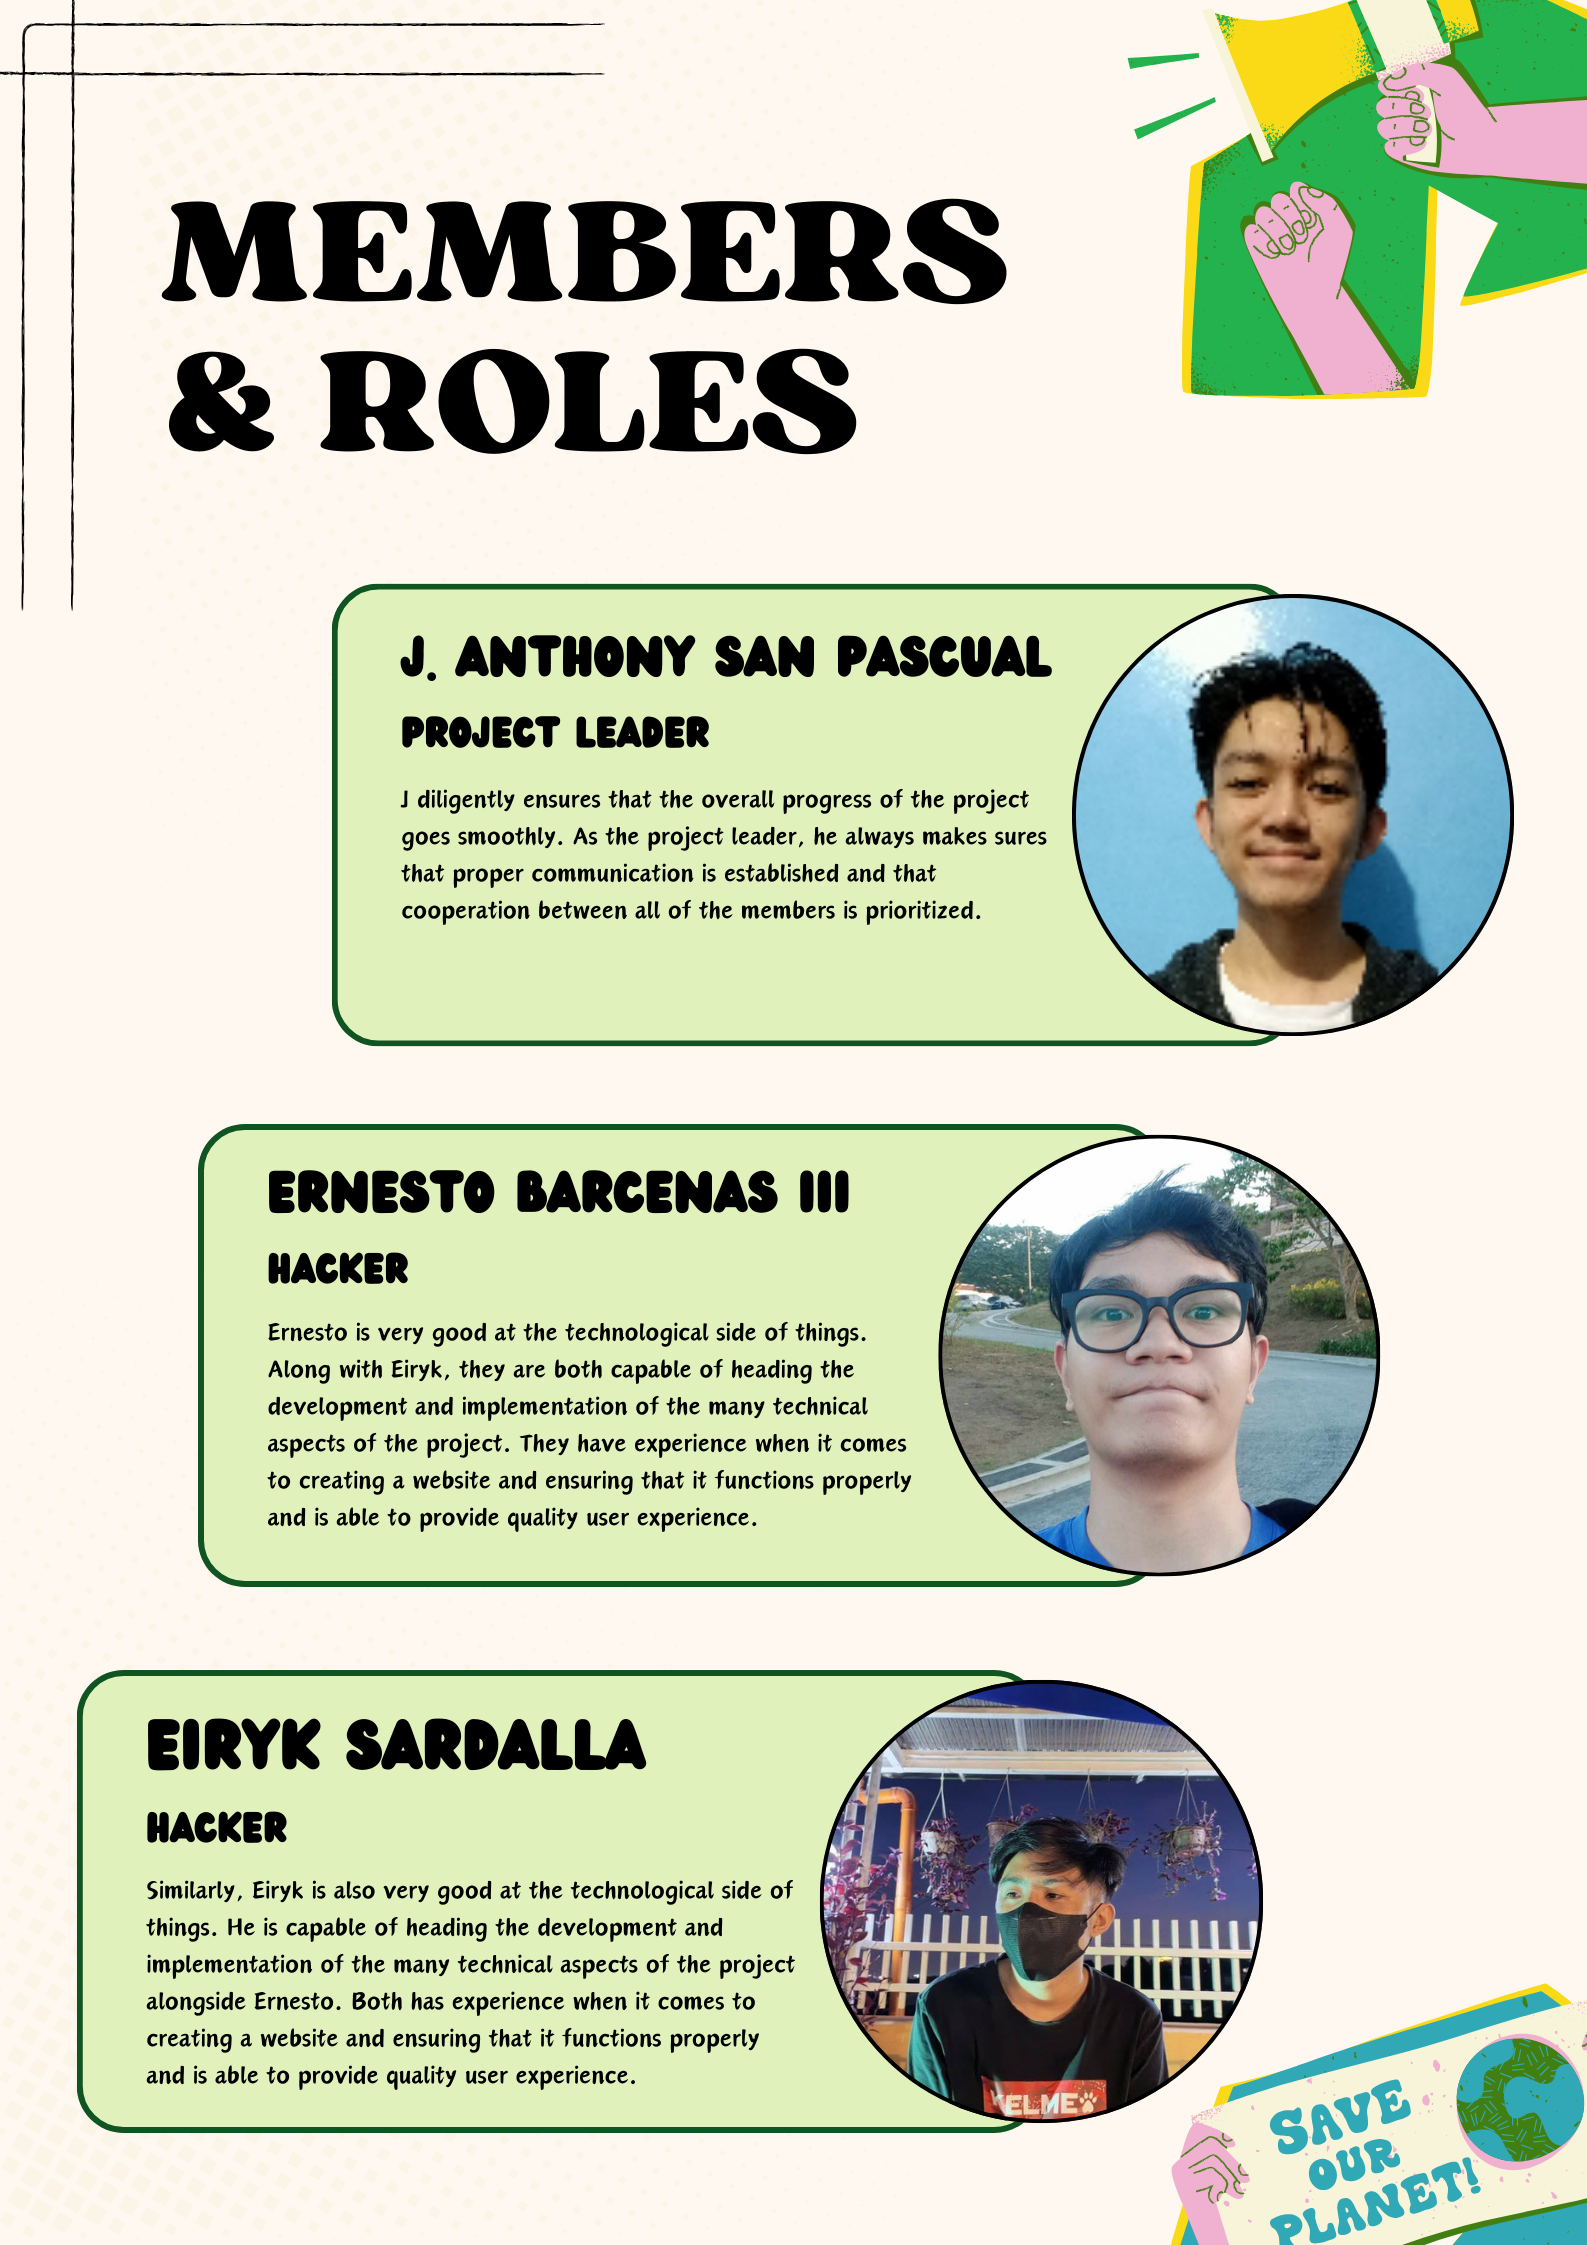 MEMBERS
& ROLES
J. ANTHONY SAN PASCUAL
PROJECT LEADER
J diligently ensures that the overall progress of the project
goes smoothly. As the project leader, he always makes sures
that proper communication is established and that
cooperation between all of the members is prioritized.
ERNESTO BARCENAS III
HACKER
Ernesto is very good at the technological side of things.
Along with Eiryk, they are both capable of heading the
development and implementation of the many technical
aspects of the project. They have experience when it comes
to creating a website and ensuring that it functions properly
and is able to provide quality user experience.
EIRYK SARDALLA
HACKER
Similarly, Eiryk is also very good at the technological side of
things. He is capable of heading the development and
implementation of the many technical aspects of the project
alongside Ernesto. Both has experience when it comes to
creating a website and ensuring that it functions properly
and is able to provide quality user experience.
KELME
SAVE
OUR
PLANET!